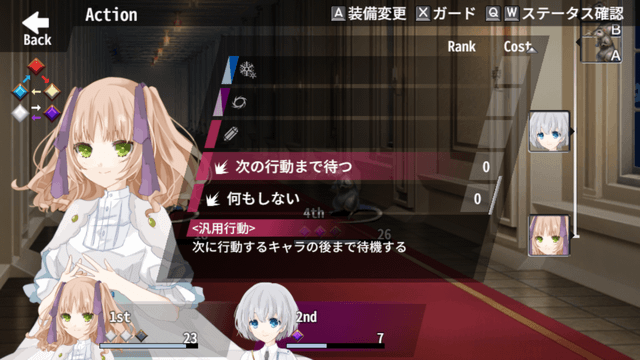 Action
A 装備変更 X ガード Q W ステータス確認
Back
Rank Cost
B
A
次の行動まで待つ 0
何もしない 0
4th
26
<汎用行動>
次に行動するキャラの後まで待機する
1st
23
2nd
7